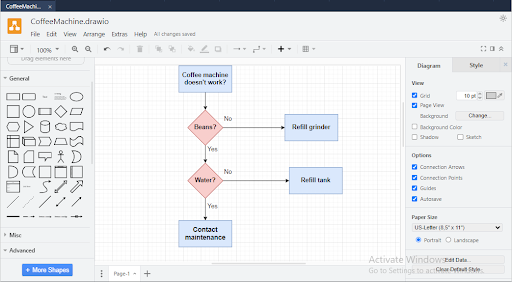 CoffeeMachi...
CoffeeMachine.drawio
File Edit View Arrange Extras Help All changes saved
100%
Drag elements here
General
Misc
Advanced
+ More Shapes
Coffee machine
doesn't work?
Beans?
No
Refill grinder
Yes
Water?
No
Refill tank
Yes
Contact
maintenance
Page-1
Diagram Style
View
Grid 10 pt
Page View
Background Change...
Background Color
Shadow Sketch
Options
Connection Arrows
Connection Points
Guides
Autosave
Paper Size
US-Letter (8.5" x 11")
Portrait Landscape
Edit Data...
Clear Default Style
Activate Windows
Go to Settings to activate Windows.